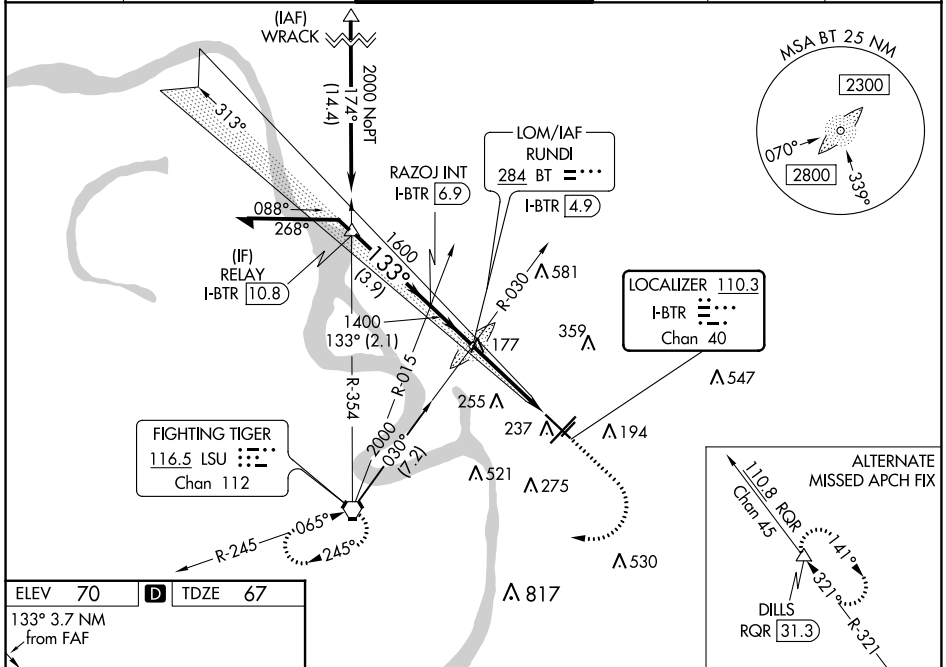 (IAF)
WRACK
2000 NoPT
174°
(14.4)
313°
MSA BT 25 NM
2300
070°
2800
339°
LOM/IAF
RUNDI
284 BT
I-BTR 4.9
RAZOJ INT
I-BTR 6.9
088°
268°
(IF)
RELAY
I-BTR 10.8
1600
133°
(3.9)
1400
133° (2.1)
R-030
581
LOCALIZER 110.3
I-BTR
Chan 40
359
177
547
R-354
R-015
255
237
194
FIGHTING TIGER
116.5 LSU
Chan 112
2000
030°
(7.2)
521
275
R-245
065°
245°
530
817
ALTERNATE
MISSED APCH FIX
110.8 RQR
Chan 45
141°
321°
R-321
DILLS
RQR 31.3
ELEV 70 D TDZE 67
133° 3.7 NM
from FAF